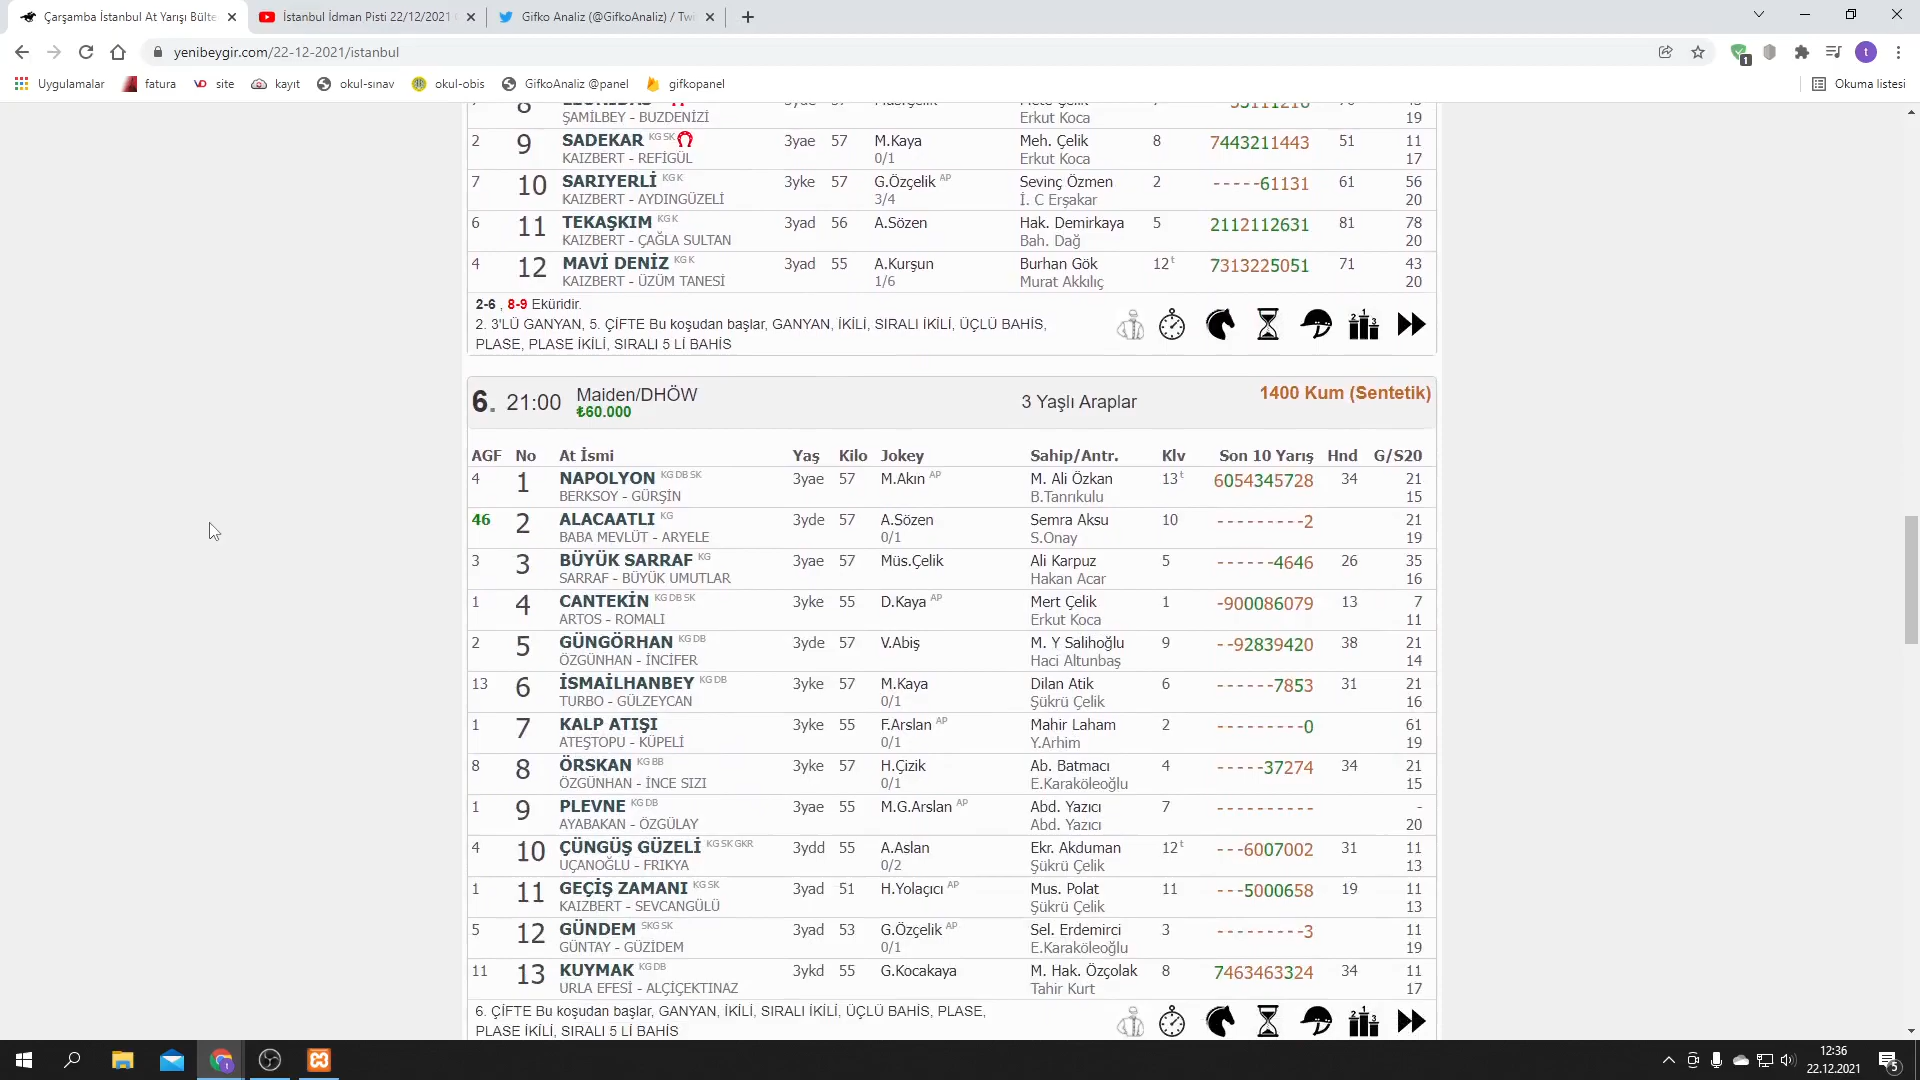 Çarşamba İstanbul At Yarışı Bülte
İstanbul İdman Pisti 22/12/2021
Gifko Analiz (@GifkoAnaliz) / Twi
yenibeygir.com/22-12-2021/istanbul
1
t
Uygulamalar
fatura
VD site
kayıt
okul-sınav
okul-obis
GifkoAnaliz @panel
gifkopanel
Okuma listesi
8
ŞAMİLBEY - BUZDENİZİ Erkut Koca 19
2 9 SADEKAR KG SK 3yae 57 M.Kaya Meh. Çelik 8 7443211443 51 11
KAIZBERT - REFİGÜL 0/1 Erkut Koca 17
7 10 SARIYERLİ KG K 3yke 57 G.Özçelik AP Sevinç Özmen 2 -----61131 61 56
KAIZBERT - AYDINGÜZELİ 3/4 İ. C Erşakar 20
6 11 TEKAŞKIM KG K 3yad 56 A.Sözen Hak. Demirkaya 5 2112112631 81 78
KAIZBERT - ÇAĞLA SULTAN Bah. Dağ 20
4 12 MAVİ DENİZ KG K 3yad 55 A.Kurşun Burhan Gök 12t 7313225051 71 43
KAIZBERT - ÜZÜM TANESİ 1/6 Murat Akkılıç 20
2-6 , 8-9 Eküridir.
2. 3'LÜ GANYAN, 5. ÇİFTE Bu koşudan başlar, GANYAN, İKİLİ, SIRALI İKİLİ, ÜÇLÜ BAHİS,
PLASE, PLASE İKİLİ, SIRALI 5 Lİ BAHİS
6. 21:00 Maiden/DHÖW 3 Yaşlı Araplar 1400 Kum (Sentetik)
₺60.000
AGF No At İsmi Yaş Kilo Jokey Sahip/Antr. Klv Son 10 Yarış Hnd G/S20
4 1 NAPOLYON KG DB SK 3yae 57 M.Akın AP M. Ali Özkan 13t 6054345728 34 21
BERKSOY - GÜRŞİN B.Tanrıkulu 15
46 2 ALACAATLI KG 3yde 57 A.Sözen Semra Aksu 10 ---------2 21
BABA MEVLÜT - ARYELE 0/1 S.Onay 19
3 3 BÜYÜK SARRAF KG 3yae 57 Müs.Çelik Ali Karpuz 5 ------4646 26 35
SARRAF - BÜYÜK UMUTLAR Hakan Acar 16
1 4 CANTEKİN KG DB SK 3yke 55 D.Kaya AP Mert Çelik 1 -900086079 13 7
ARTOS - ROMALI Erkut Koca 11
2 5 GÜNGÖRHAN KG DB 3yde 57 V.Abiş M. Y Salihoğlu 9 --92839420 38 21
ÖZGÜNHAN - İNCİFER Haci Altunbaş 14
13 6 İSMAİLHANBEY KG DB 3yke 57 M.Kaya Dilan Atik 6 ------7853 31 21
TURBO - GÜLZEYCAN 0/1 Şükrü Çelik 16
1 7 KALP ATIŞI 3yke 55 F.Arslan AP Mahir Laham 2 ---------0 61
ATEŞTOPU - KÜPELİ 0/1 Y.Arhim 19
8 8 ÖRSKAN KG BB 3yke 57 H.Çizik Ab. Batmacı 4 -----37274 34 21
ÖZGÜNHAN - İNCE SIZI 0/1 E.Karaköleoğlu 15
1 9 PLEVNE KG DB 3yae 55 M.G.Arslan AP Abd. Yazıcı 7 ---------- -
AYABAKAN - ÖZGÜLAY Abd. Yazıcı 20
4 10 ÇÜNGÜŞ GÜZELİ KG SK GKR 3ydd 55 A.Aslan Ekr. Akduman 12t ---6007002 31 11
UÇANOĞLU - FRIKYA 0/2 Şükrü Çelik 13
1 11 GEÇİŞ ZAMANI KG SK 3yad 51 H.Yolaçıcı AP Mus. Polat 11 ---5000658 19 11
KAIZBERT - SEVCANGÜLÜ Şükrü Çelik 13
5 12 GÜNDEM SKG SK 3yad 53 G.Özçelik AP Sel. Erdemirci 3 ---------3 11
GÜNTAY - GÜZİDEM 0/1 E.Karaköleoğlu 19
11 13 KUYMAK KG DB 3ykd 55 G.Kocakaya M. Hak. Özçolak 8 7463463324 34 11
URLA EFESİ - ALÇİÇEKTINAZ Tahir Kurt 17
6. ÇİFTE Bu koşudan başlar, GANYAN, İKİLİ, SIRALI İKİLİ, ÜÇLÜ BAHİS, PLASE,
PLASE İKİLİ, SIRALI 5 Lİ BAHİS
12:36
22.12.2021
5